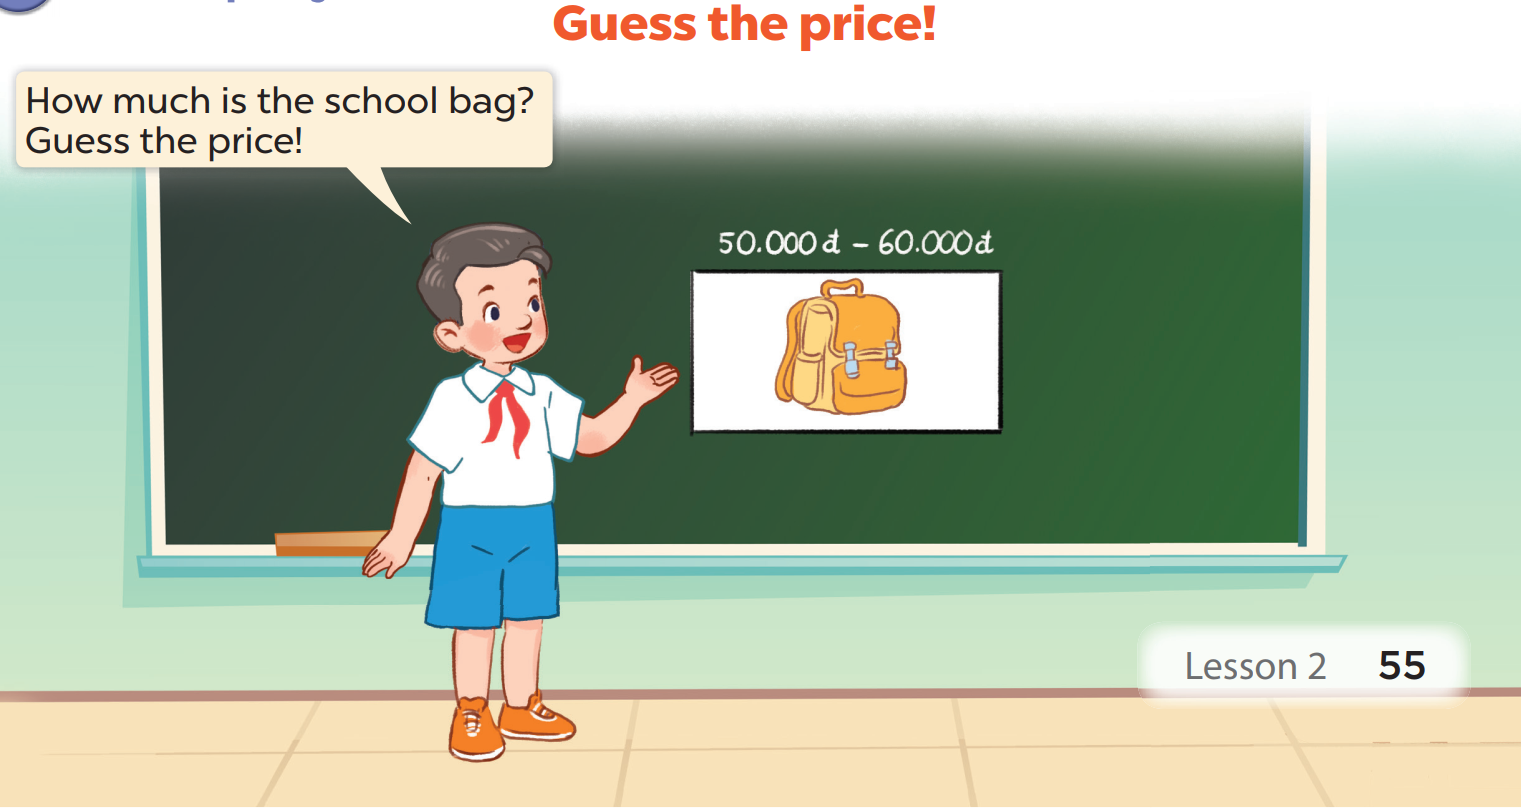 Guess the price!
How much is the school bag?
Guess the price!
50.000đ – 60.000đ
Lesson 2 55